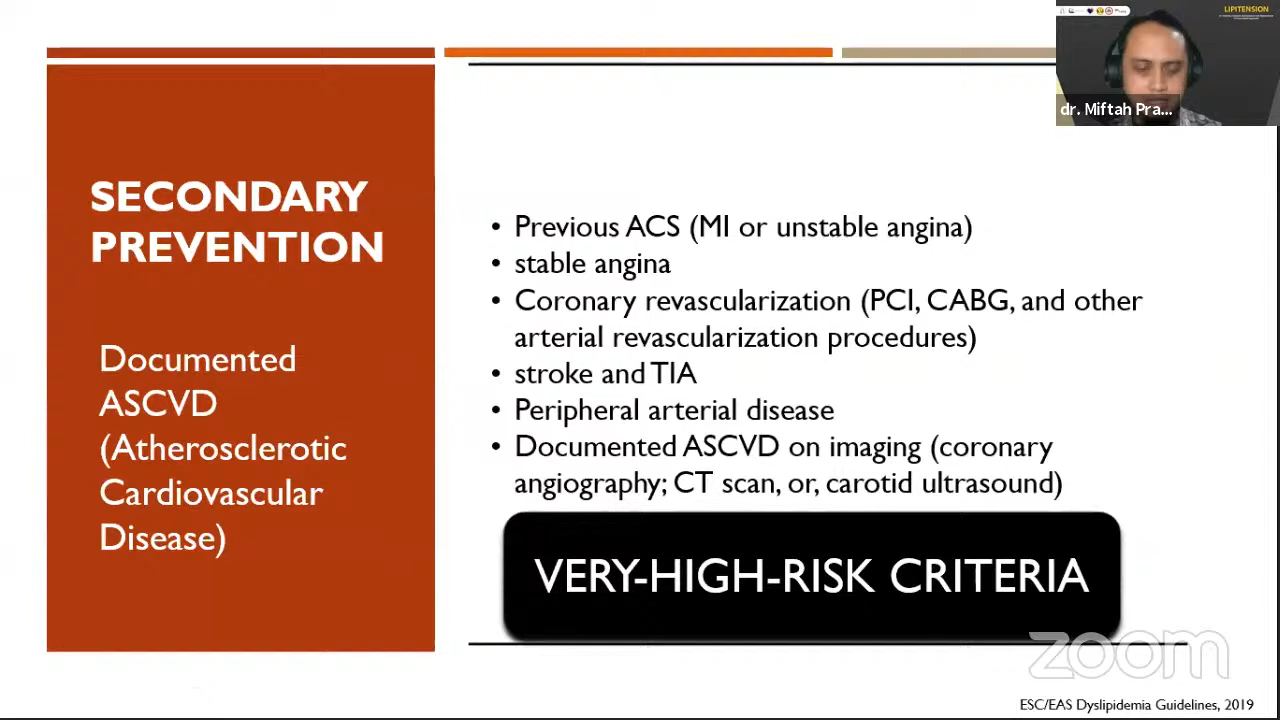 LIPITENSION
dr. Miftah Pra...
SECONDARY
PREVENTION
Documented
ASCVD
(Atherosclerotic
Cardiovascular
Disease)
• Previous ACS (MI or unstable angina)
• stable angina
• Coronary revascularization (PCI, CABG, and other
arterial revascularization procedures)
• stroke and TIA
• Peripheral arterial disease
• Documented ASCVD on imaging (coronary
angiography; CT scan, or, carotid ultrasound)
VERY-HIGH-RISK CRITERIA
zoom
ESC/EAS Dyslipidemia Guidelines, 2019